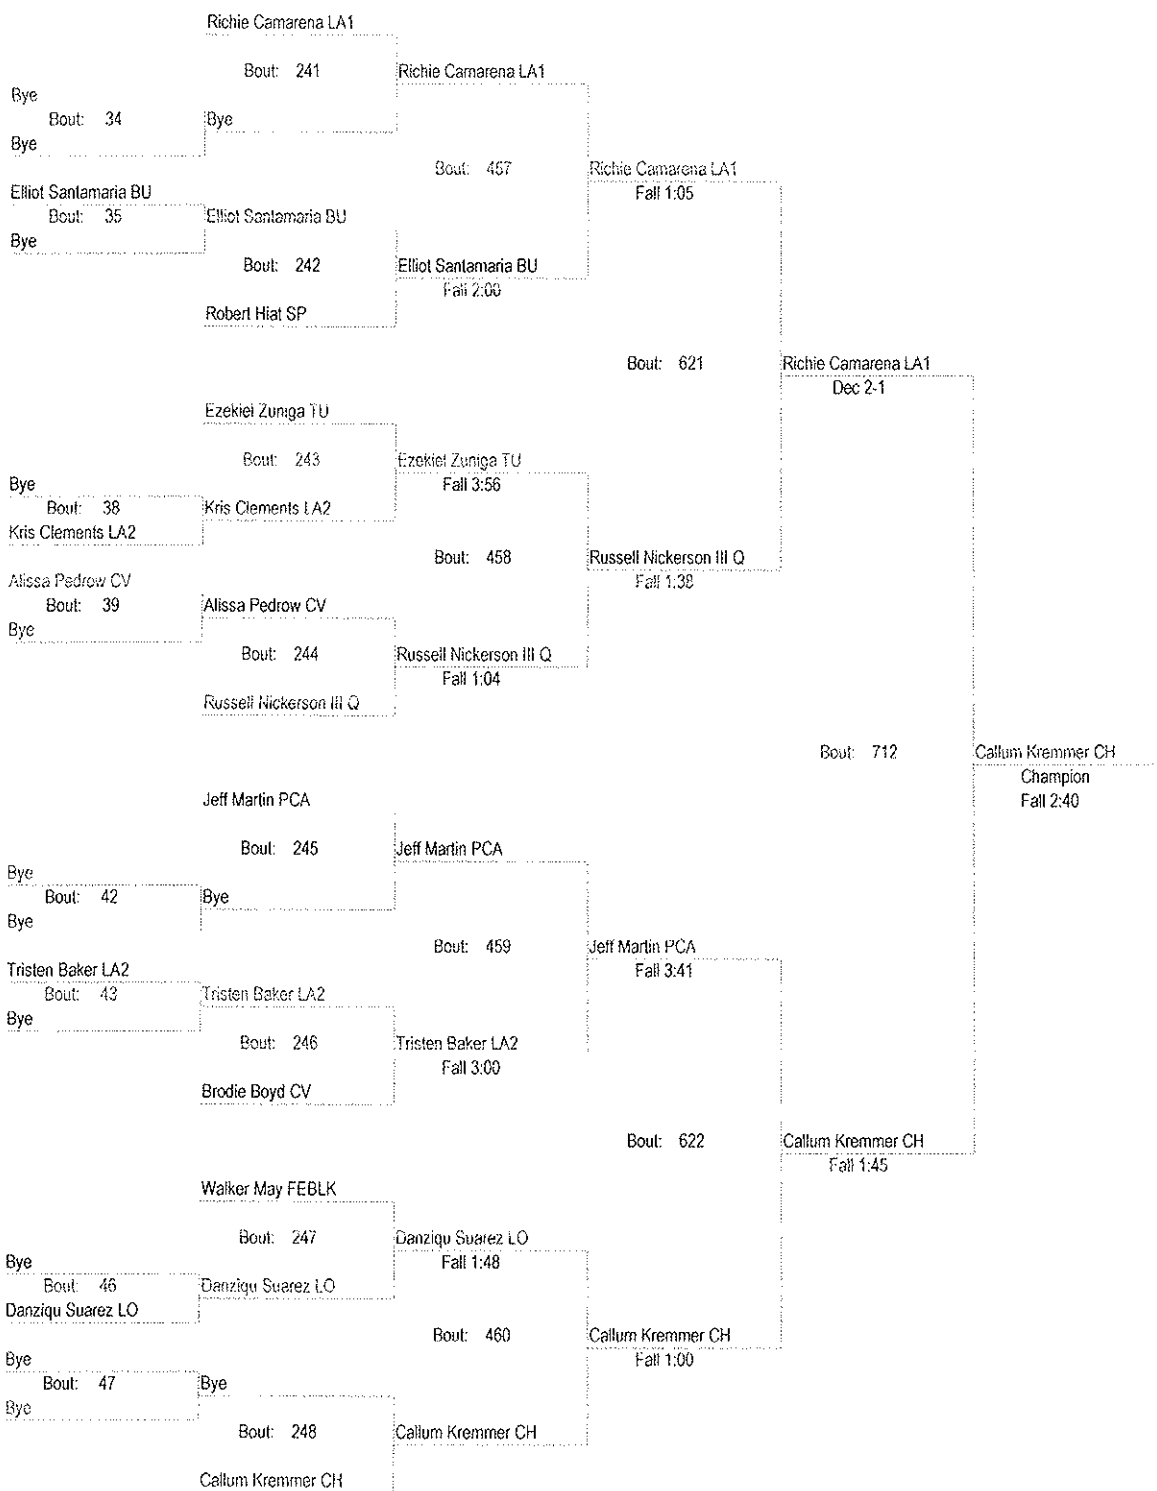 Richie Camarena LA1
Bout: 241
Richie Camarena LA1
Bye
Bout: 34
Bye
Bye
Bout: 457
Richie Camarena LA1
Fall 1:05
Elliot Santamaria BU
Bout: 35
Elliot Santamaria BU
Bye
Bout: 242
Elliot Santamaria BU
Fall 2:00
Robert Hiat SP
Bout: 621
Richie Camarena LA1
Dec 2-1
Ezekiel Zuniga TU
Bout: 243
Ezekiel Zuniga TU
Fall 3:56
Bye
Bout: 38
Kris Clements LA2
Kris Clements LA2
Bout: 458
Russell Nickerson III Q
Fall 1:38
Alissa Pedrow CV
Bout: 39
Alissa Pedrow CV
Bye
Bout: 244
Russell Nickerson III Q
Fall 1:04
Russell Nickerson III Q
Bout: 712
Callum Kremmer CH
Champion
Fall 2:40
Jeff Martin PCA
Bout: 245
Jeff Martin PCA
Bye
Bout: 42
Bye
Bye
Bout: 459
Jeff Martin PCA
Fall 3:41
Tristen Baker LA2
Bout: 43
Tristen Baker LA2
Bye
Bout: 246
Tristen Baker LA2
Fall 3:00
Brodie Boyd CV
Bout: 622
Callum Kremmer CH
Fall 1:45
Walker May FEBLK
Bout: 247
Danziqu Suarez LO
Fall 1:48
Bye
Bout: 46
Danziqu Suarez LO
Danziqu Suarez LO
Bout: 460
Callum Kremmer CH
Fall 1:00
Bye
Bout: 47
Bye
Bye
Bout: 248
Callum Kremmer CH
Callum Kremmer CH